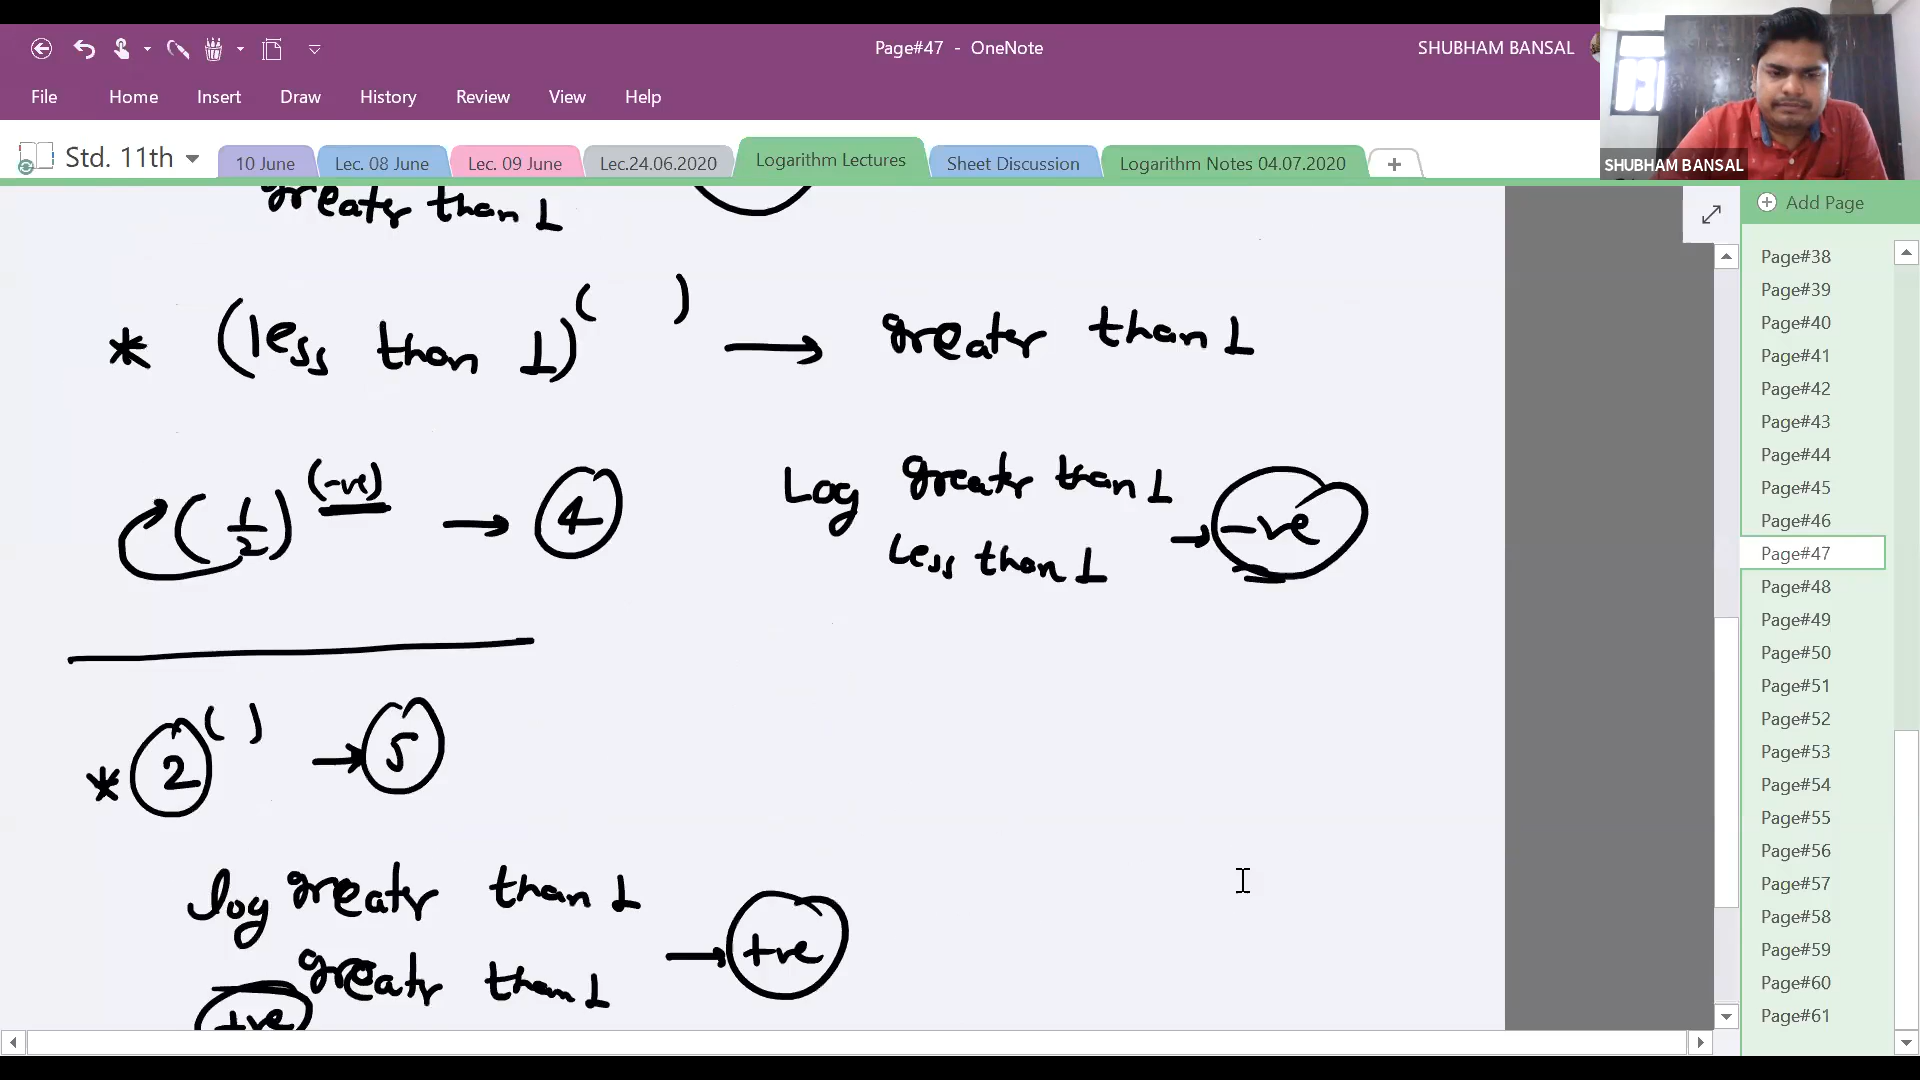 Page#47 - OneNote
SHUBHAM BANSAL
File Home Insert Draw History Review View Help
SHUBHAM BANSAL
Std. 11th
10 June
Lec. 08 June
Lec. 09 June
Lec.24.06.2020
Logarithm Lectures
Sheet Discussion
Logarithm Notes 04.07.2020
+
greater than 1
* (less than 1)^( ) → greater than 1
(1/2)^(-ve) → 4
Log greater than 1
less than 1 → -ve
* 2^( ) → 5
log greater than 1
greater than 1 → +ve
+ve
Add Page
Page#38
Page#39
Page#40
Page#41
Page#42
Page#43
Page#44
Page#45
Page#46
Page#47
Page#48
Page#49
Page#50
Page#51
Page#52
Page#53
Page#54
Page#55
Page#56
Page#57
Page#58
Page#59
Page#60
Page#61